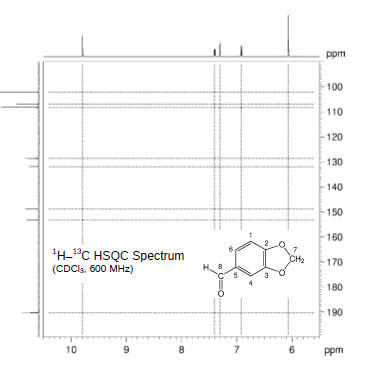 ppm
100
110
120
130
140
150
160
170
180
190
¹H–¹³C HSQC Spectrum
(CDCl₃, 600 MHz)
1
6
2
O
7
CH₂
H
8
C
5
3
O
4
O
10
9
8
7
6
ppm